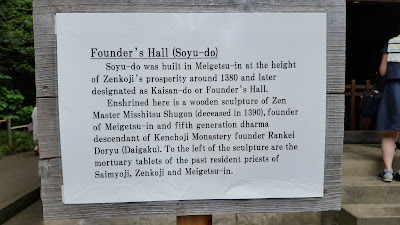 Founder's Hall (Soyu-do)
Soyu-do was built in Meigetsu-in at the height
of Zenkoji's prosperity around 1380 and later
designated as Kaisan-do or Founder's Hall.
Enshrined here is a wooden sculpture of Zen
Master Misshitsu Shugon (deceased in 1390), founder
of Meigetsu-in and fifth generation dharma
descendant of Kenchoji Monastery founder Rankei
Doryu (Daigaku). To the left of the sculpture are the
mortuary tablets of the past resident priests of
Saimyoji, Zenkoji and Meigetsu-in.